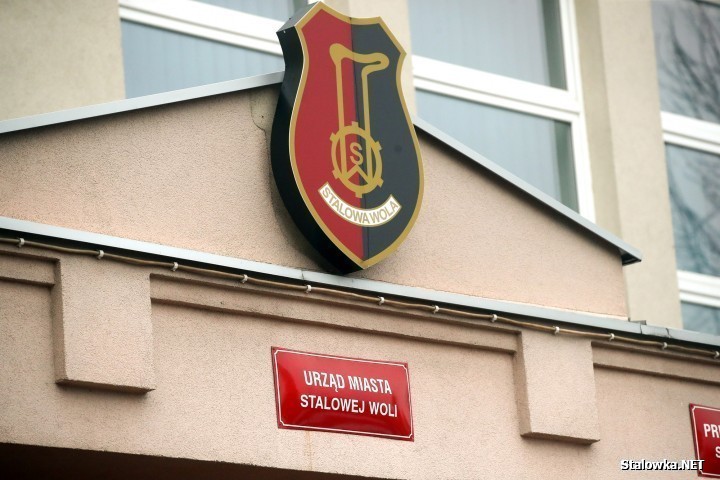 S
STALOWA WOLA
URZĄD MIASTA
STALOWEJ WOLI
Stalowka.NET